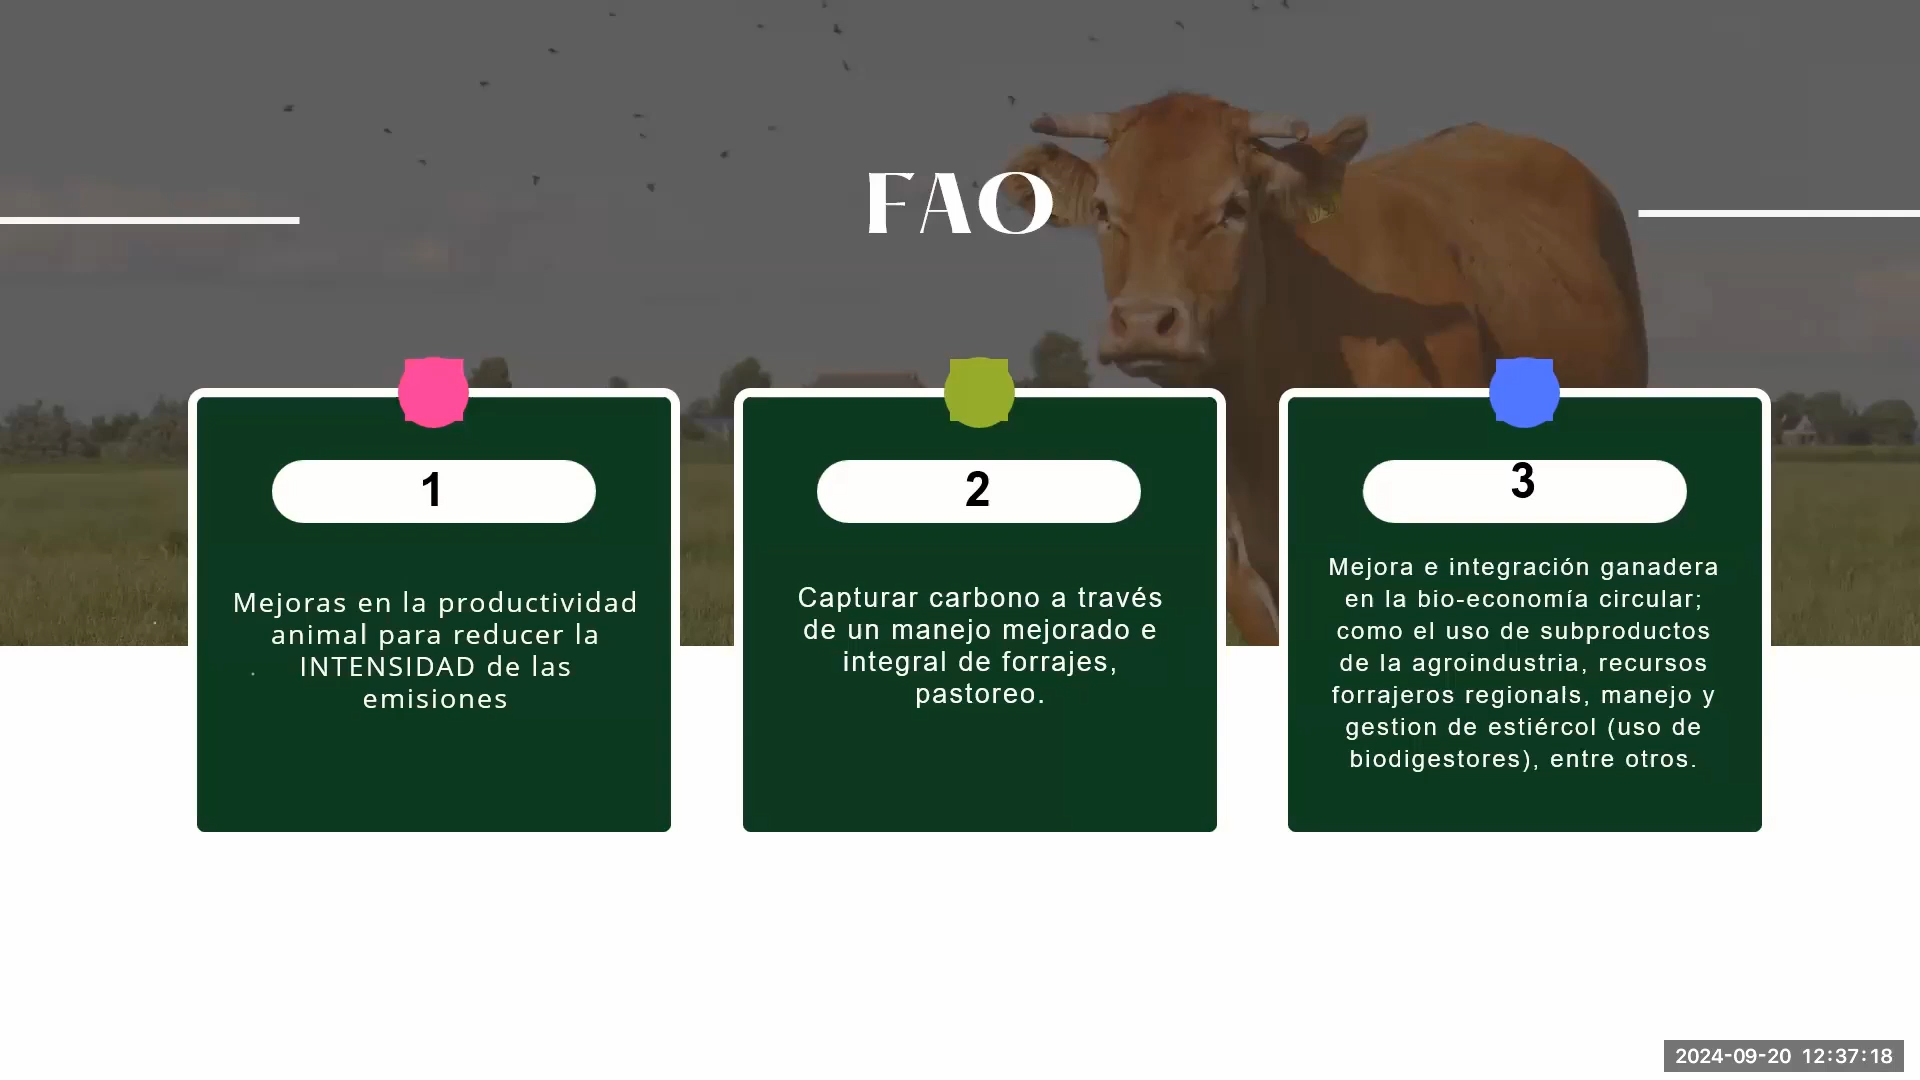 FAO
1
Mejoras en la productividad
animal para reducer la
INTENSIDAD de las
emisiones
2
Capturar carbono a través
de un manejo mejorado e
integral de forrajes,
pastoreo.
3
Mejora e integración ganadera
en la bio-economía circular;
como el uso de subproductos
de la agroindustria, recursos
forrajeros regionals, manejo y
gestion de estiércol (uso de
biodigestores), entre otros.
2024-09-20 12:37:18